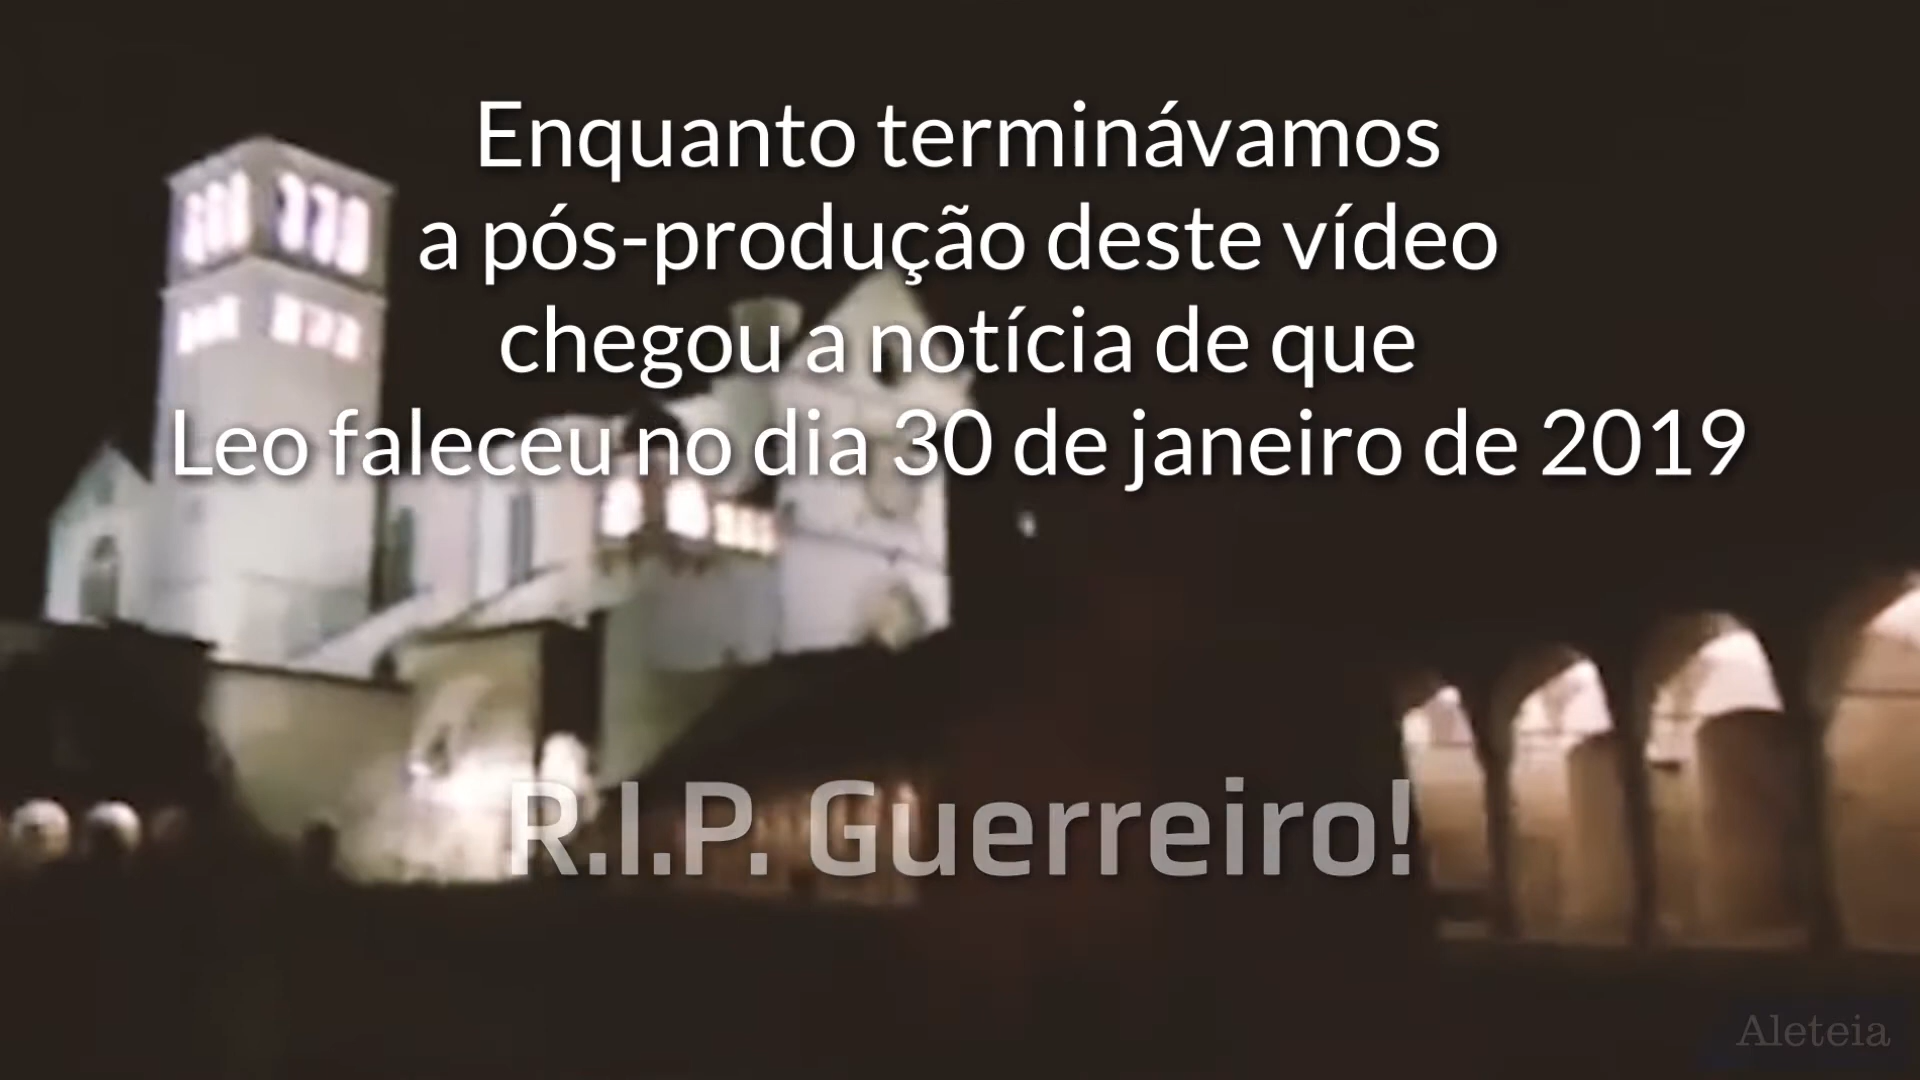 Enquanto terminávamos
a pós-produção deste vídeo
chegou a notícia de que
Leo faleceu no dia 30 de janeiro de 2019
R.I.P. Guerreiro!
Aleteia